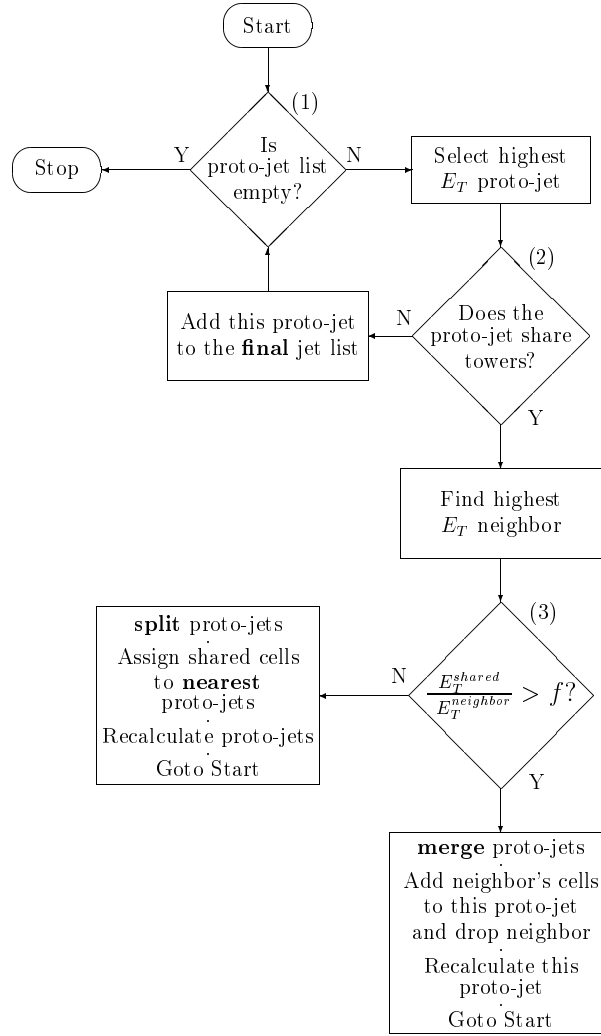 Start
(1)
Is
proto-jet list
empty?
Y
N
Stop
Select highest
E_T proto-jet
(2)
Does the
proto-jet share
towers?
N
Y
Add this proto-jet
to the final jet list
Find highest
E_T neighbor
(3)
E_T^{shared} / E_T^{neighbor} > f?
N
Y
split proto-jets
.
Assign shared cells
to nearest
proto-jets
.
Recalculate proto-jets
.
Goto Start
merge proto-jets
.
Add neighbor's cells
to this proto-jet
and drop neighbor
.
Recalculate this
proto-jet
.
Goto Start